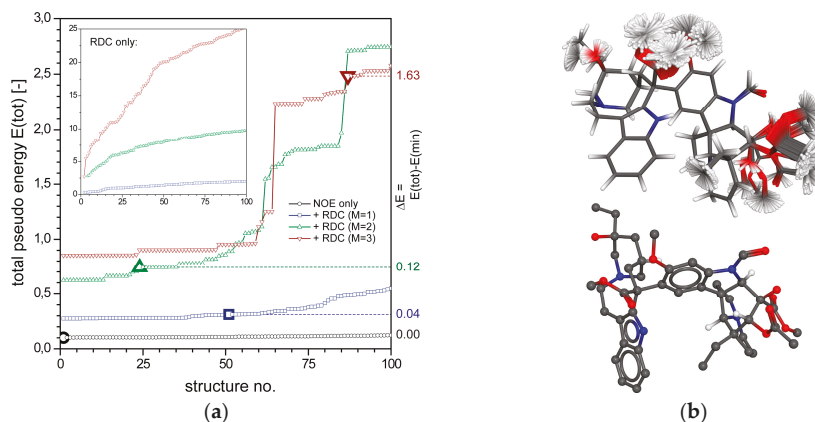 3,0
2,5
2,0
1,5
1,0
0,5
0,0
total pseudo energy E(tot) [-]
RDC only:
25
20
15
10
5
0
0 25 50 75 100
NOE only
+ RDC (M=1)
+ RDC (M=2)
+ RDC (M=3)
1.63
0.12
0.04
0.00
ΔE =
E(tot)-E(min)
0 25 50 75 100
structure no.
(a)
(b)